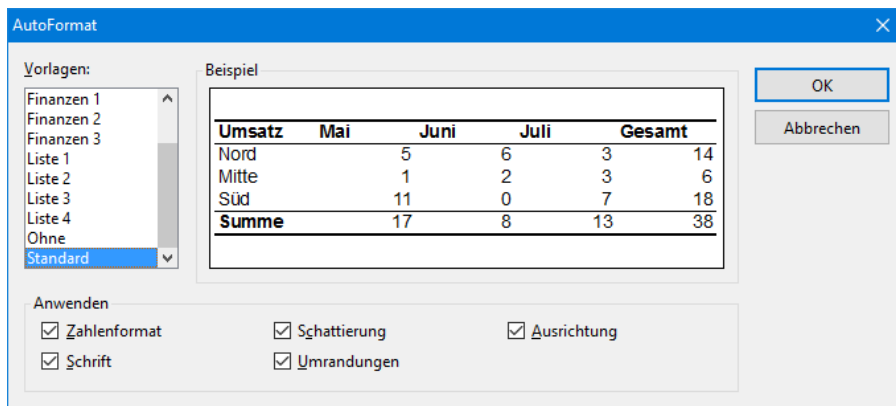 AutoFormat
Vorlagen:
Finanzen 1
Finanzen 2
Finanzen 3
Liste 1
Liste 2
Liste 3
Liste 4
Ohne
Standard
Beispiel
Umsatz Mai Juni Juli Gesamt
Nord 5 6 3 14
Mitte 1 2 3 6
Süd 11 0 7 18
Summe 17 8 13 38
OK
Abbrechen
Anwenden
Zahlenformat Schattierung Ausrichtung
Schrift Umrandungen